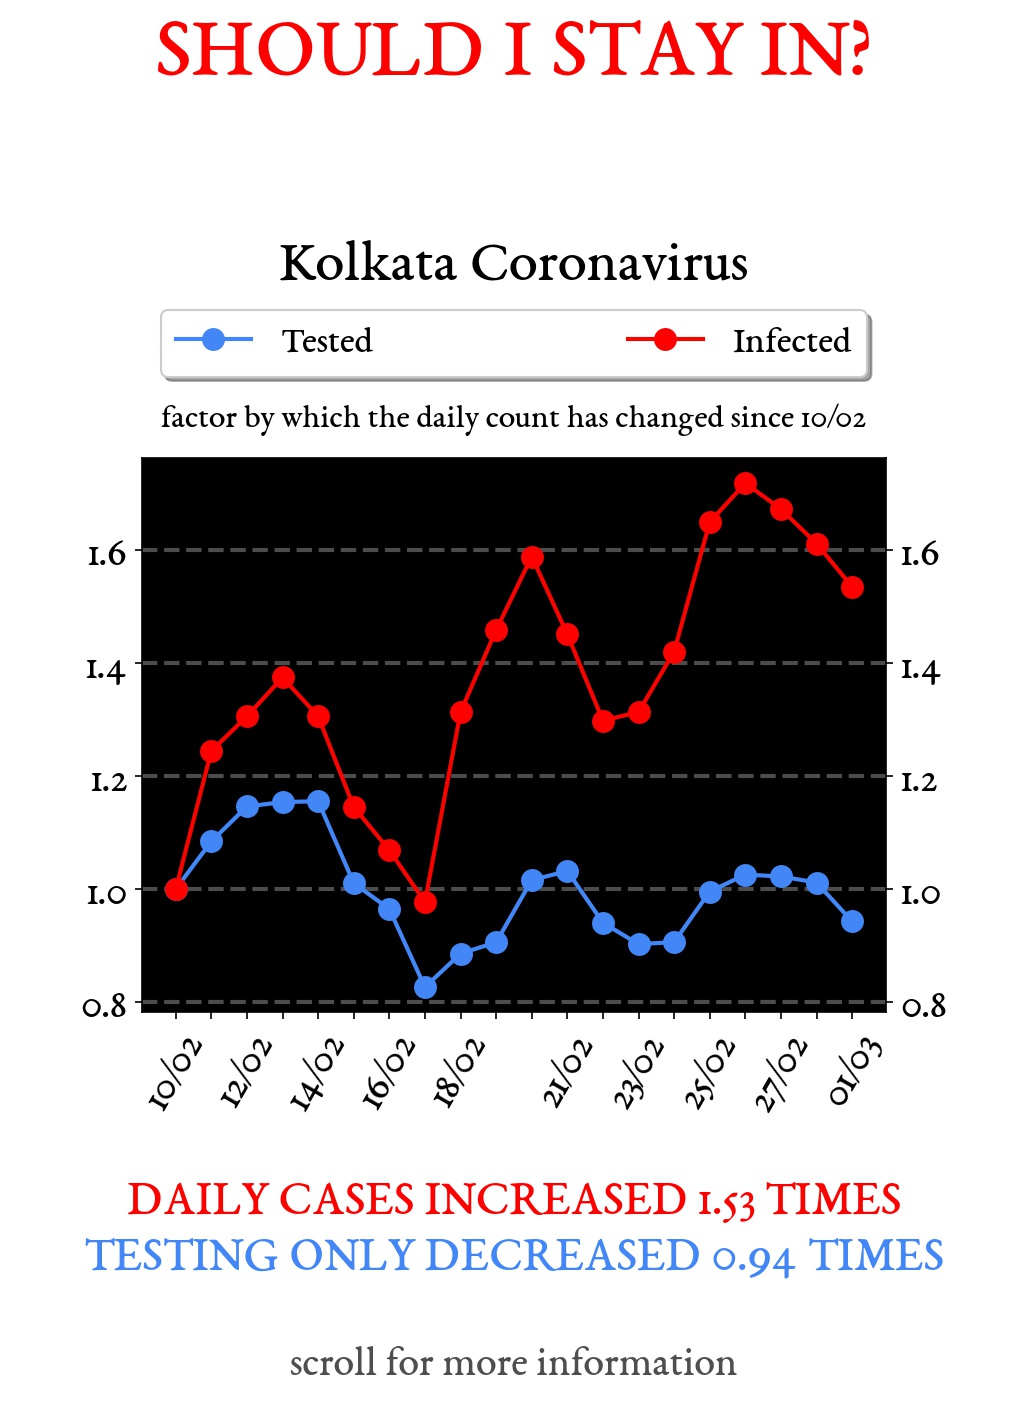 SHOULD I STAY IN?
Kolkata Coronavirus
Tested Infected
factor by which the daily count has changed since 10/02
1.6 1.6
1.4 1.4
1.2 1.2
1.0 1.0
0.8 0.8
10/02 12/02 14/02 16/02 18/02 21/02 23/02 25/02 27/02 01/03
DAILY CASES INCREASED 1.53 TIMES
TESTING ONLY DECREASED 0.94 TIMES
scroll for more information